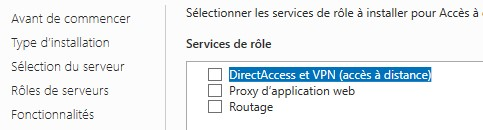 Avant de commencer
Type d'installation
Sélection du serveur
Rôles de serveurs
Fonctionnalités
Sélectionner les services de rôle à installer pour Accès à
Services de rôle
DirectAccess et VPN (accès à distance)
Proxy d'application web
Routage